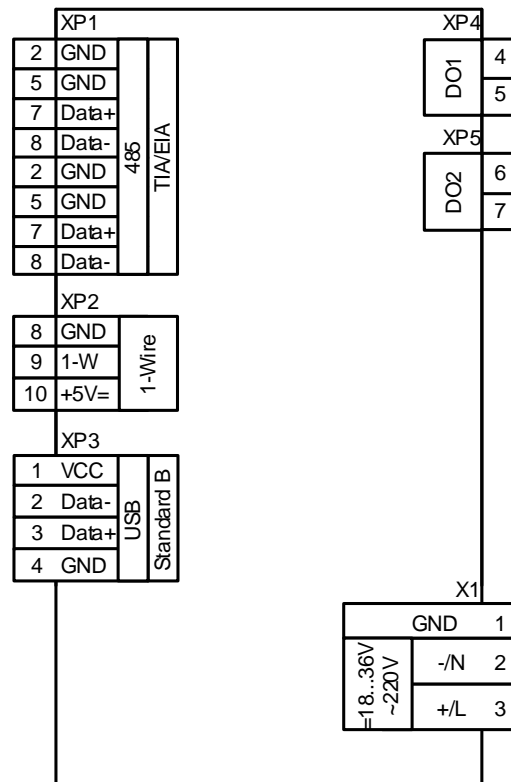 XP1
2 GND
5 GND
7 Data+
8 Data-
2 GND
5 GND
7 Data+
8 Data-
485
TIA/EIA
XP2
8 GND
9 1-W
10 +5V=
1-Wire
XP3
1 VCC
2 Data-
3 Data+
4 GND
USB
Standard B
XP4
DO1
4
5
XP5
DO2
6
7
X1
GND 1
=18...36V
~220V
-/N 2
+/L 3